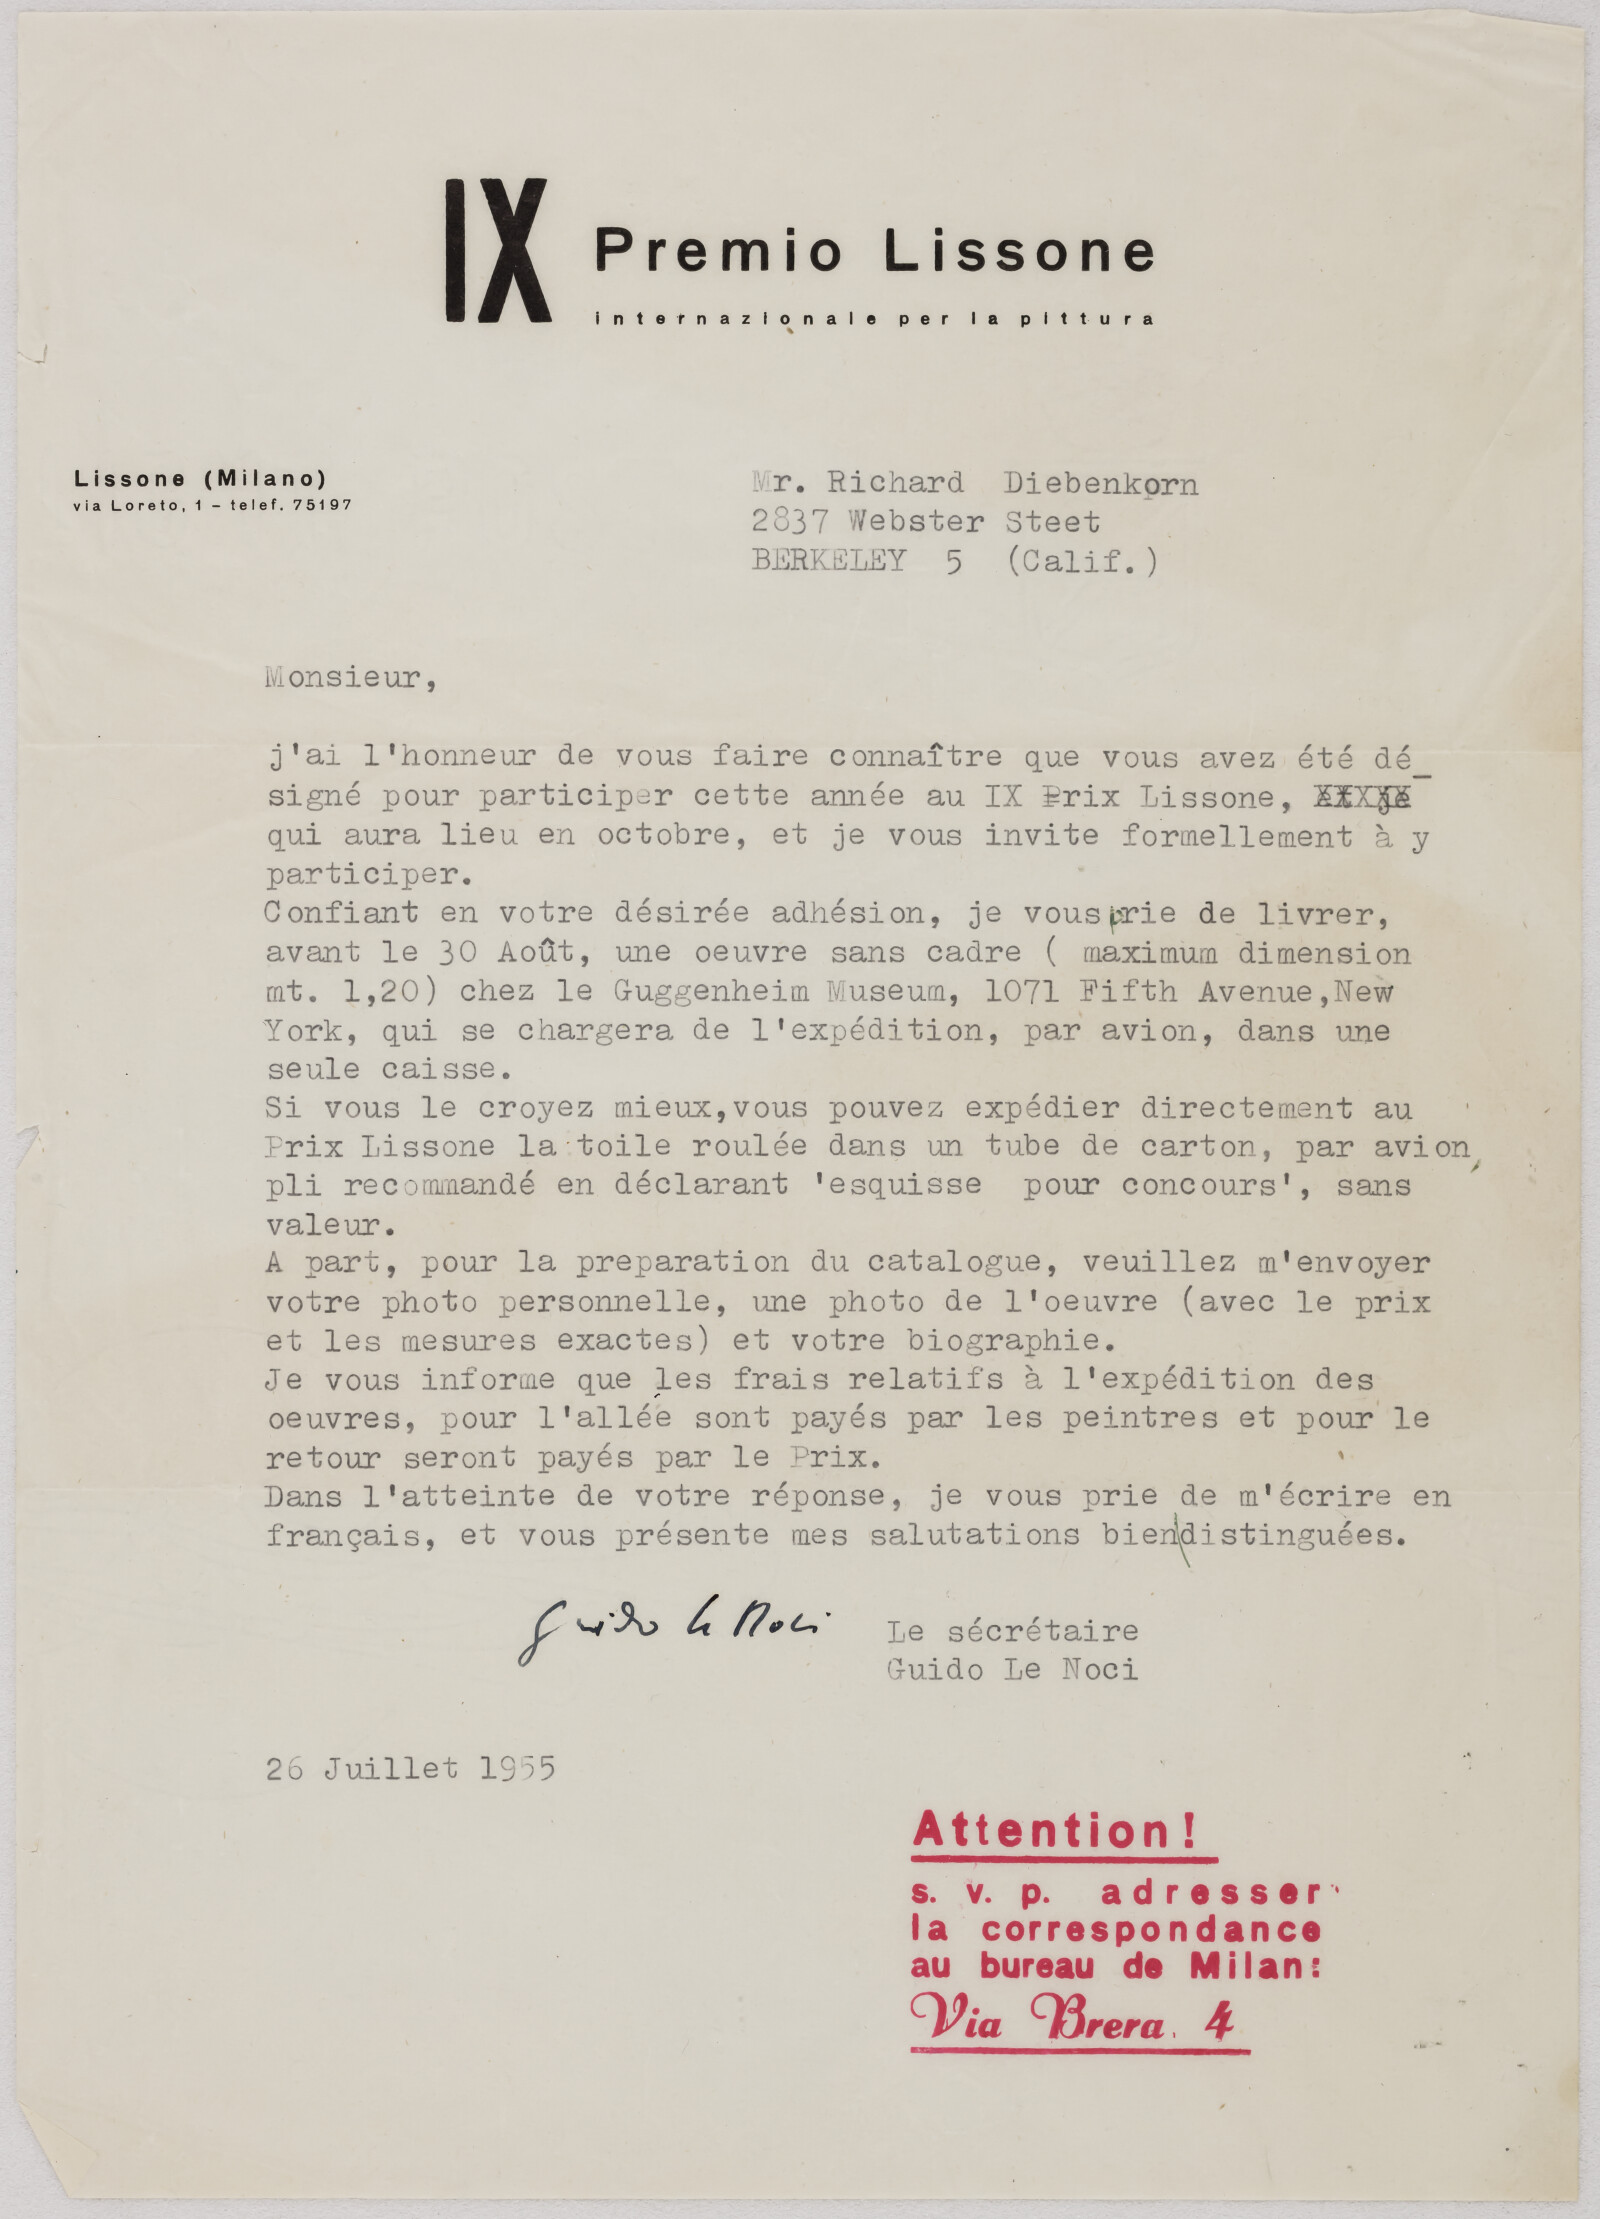 IX Premio Lissone
internazionale per la pittura
Lissone (Milano)
via Loreto, 1 - telef. 75197
Mr. Richard Diebenkorn
2837 Webster Steet
BERKELEY 5 (Calif.)
Monsieur,
j'ai l'honneur de vous faire connaître que vous avez été dé_
signé pour participer cette année au IX Prix Lissone,
qui aura lieu en octobre, et je vous invite formellement à y
participer.
Confiant en votre désirée adhésion, je vous prie de livrer,
avant le 30 Août, une oeuvre sans cadre ( maximum dimension
mt. 1,20) chez le Guggenheim Museum, 1071 Fifth Avenue,New
York, qui se chargera de l'expédition, par avion, dans une
seule caisse.
Si vous le croyez mieux,vous pouvez expédier directement au
Prix Lissone la toile roulée dans un tube de carton, par avion,
pli recommandé en déclarant 'esquisse pour concours', sans
valeur.
A part, pour la preparation du catalogue, veuillez m'envoyer
votre photo personnelle, une photo de l'oeuvre (avec le prix
et les mesures exactes) et votre biographie.
Je vous informe que les frais relatifs à l'expédition des
oeuvres, pour l'allée sont payés par les peintres et pour le
retour seront payés par le Prix.
Dans l'atteinte de votre réponse, je vous prie de m'écrire en
français, et vous présente mes salutations bien distinguées.
Guido Le Noci
Le sécrétaire
Guido Le Noci
26 Juillet 1955
Attention!
s. v. p. adresser
la correspondance
au bureau de Milan:
Via Brera, 4